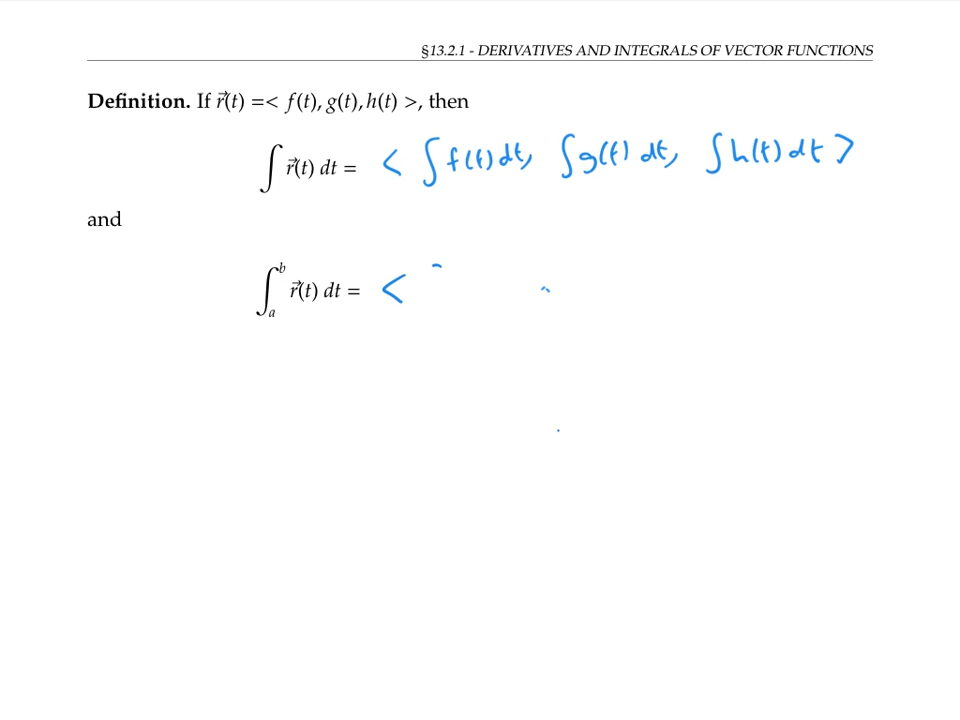 §13.2.1 - DERIVATIVES AND INTEGRALS OF VECTOR FUNCTIONS
Definition. If r⃗(t) =< f(t), g(t), h(t) >, then
∫ r⃗(t) dt = < ∫f(t) dt, ∫g(t) dt, ∫h(t) dt >
and
∫_a^b r⃗(t) dt = <